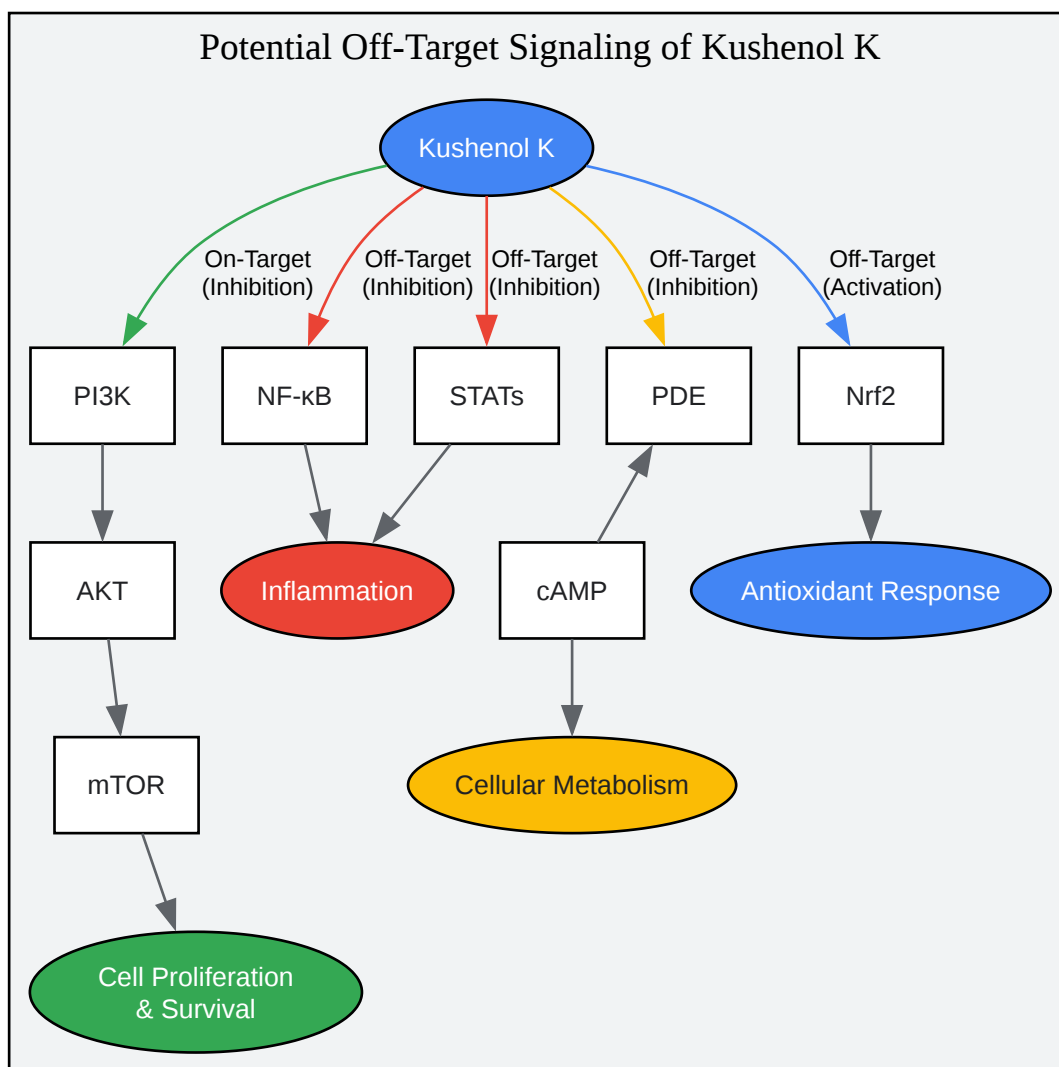 Potential Off-Target Signaling of Kushenol K
Kushenol K
On-Target
(Inhibition)
Off-Target
(Inhibition)
Off-Target
(Inhibition)
Off-Target
(Inhibition)
Off-Target
(Activation)
PI3K
NF-κB
STATs
PDE
Nrf2
AKT
Inflammation
cAMP
Antioxidant Response
mTOR
Cellular Metabolism
Cell Proliferation
& Survival